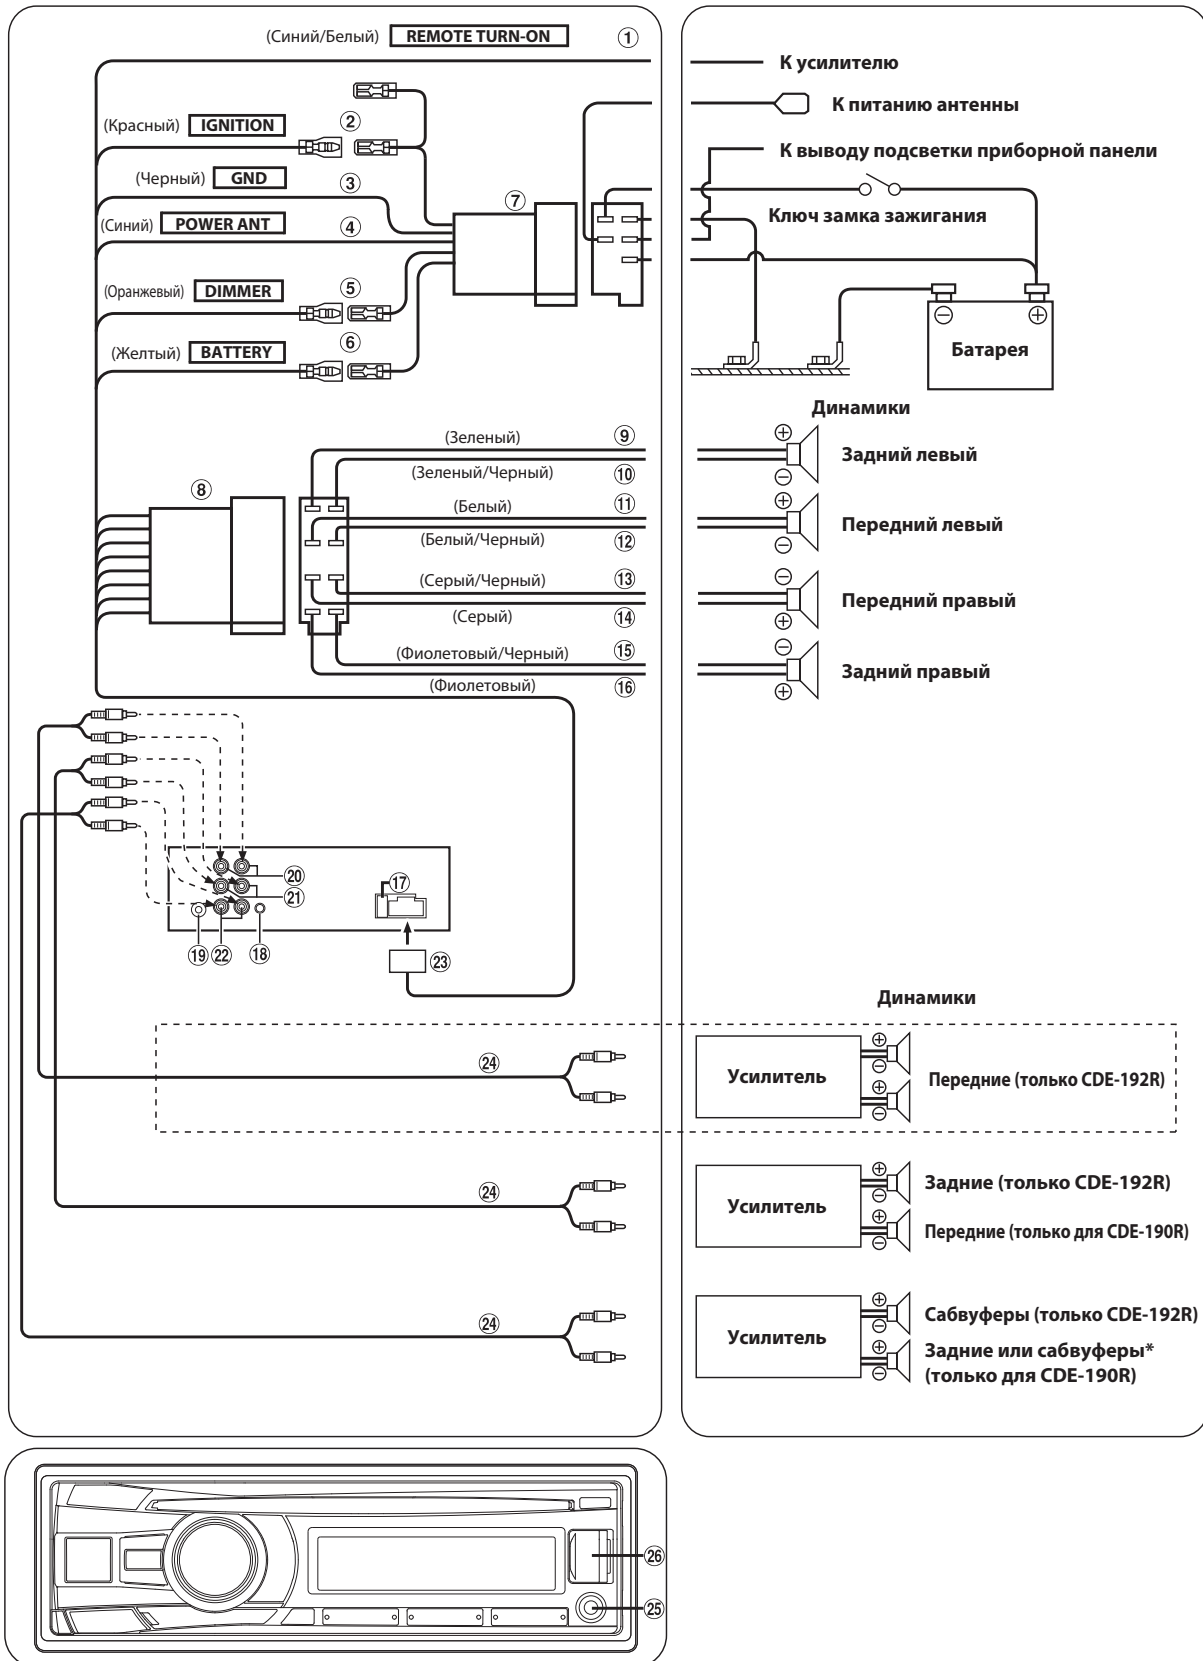 (Синий/Белый) REMOTE TURN-ON ①
К усилителю
К питанию антенны
(Красный) IGNITION ②
К выводу подсветки приборной панели
(Черный) GND ③
⑦
Ключ замка зажигания
(Синий) POWER ANT ④
(Оранжевый) DIMMER ⑤
⊖ ⊕
(Желтый) BATTERY ⑥
Батарея
Динамики
(Зеленый) ⑨
⊕
Задний левый
(Зеленый/Черный) ⑩
⊖
⑧
(Белый) ⑪
⊕
Передний левый
(Белый/Черный) ⑫
⊖
(Серый/Черный) ⑬
⊖
Передний правый
(Серый) ⑭
⊕
(Фиолетовый/Черный) ⑮
⊖
Задний правый
(Фиолетовый) ⑯
⊕
⑳
⑰
㉑
⑲ ㉒ ⑱
㉓
Динамики
㉔
Усилитель
⊕
⊖
⊕
⊖
Передние (только CDE-192R)
㉔
Усилитель
⊕
⊖
Задние (только CDE-192R)
⊕
⊖
Передние (только для CDE-190R)
㉔
Усилитель
⊕
⊖
Сабвуферы (только CDE-192R)
⊕
⊖
Задние или сабвуферы*
(только для CDE-190R)
㉖
㉕